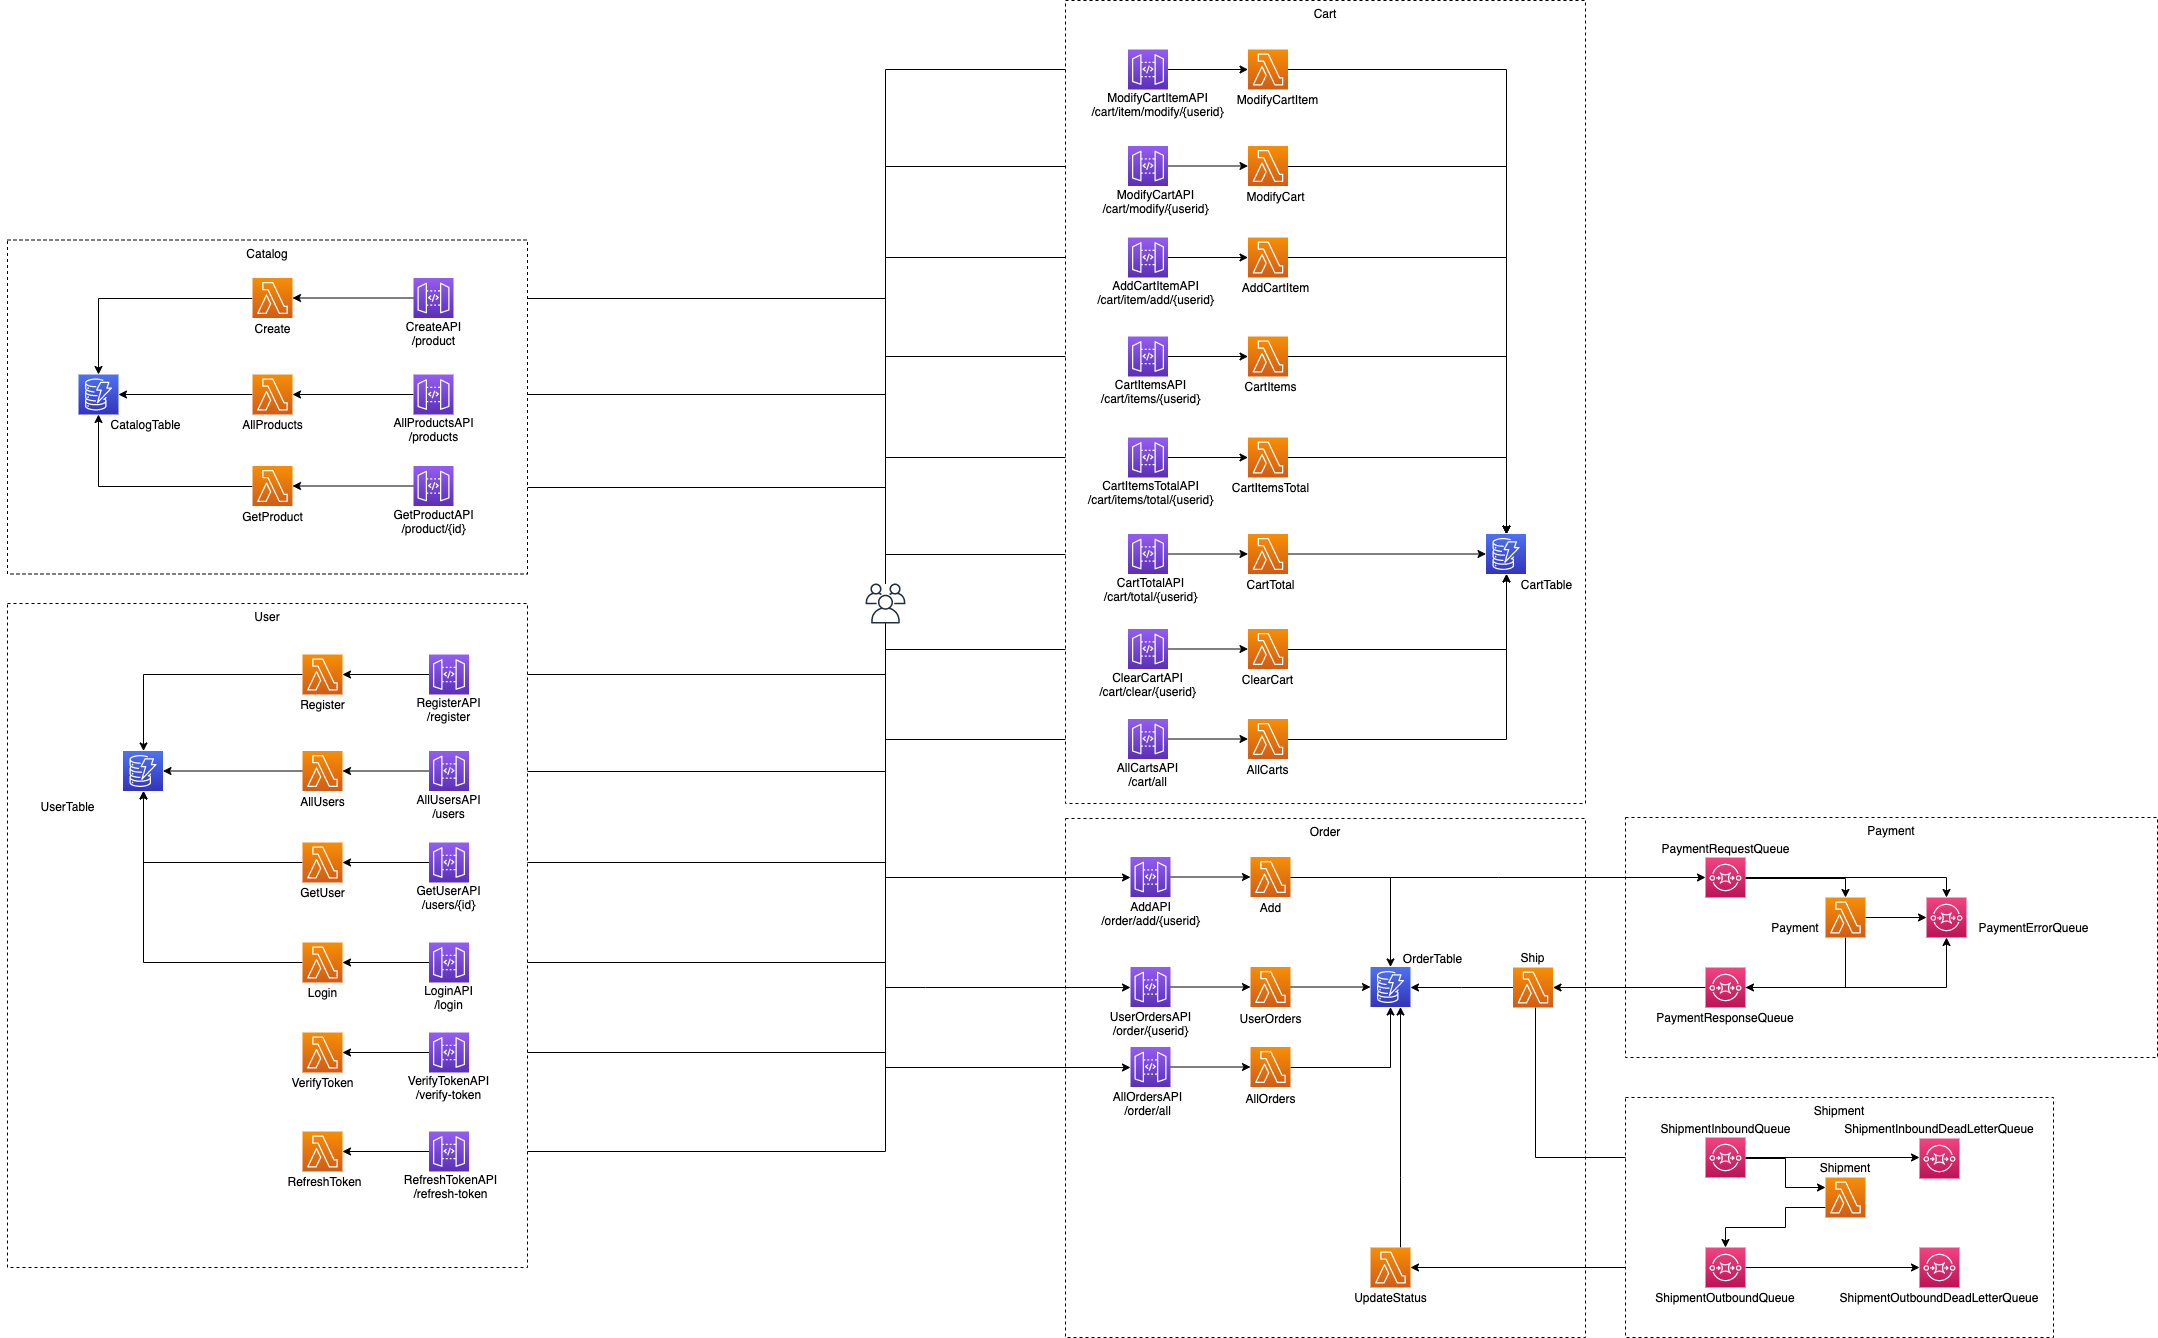 Catalog
Create
CreateAPI
/product
CatalogTable
AllProducts
AllProductsAPI
/products
GetProduct
GetProductAPI
/product/{id}
User
Register
RegisterAPI
/register
UserTable
AllUsers
AllUsersAPI
/users
GetUser
GetUserAPI
/users/{id}
Login
LoginAPI
/login
VerifyToken
VerifyTokenAPI
/verify-token
RefreshToken
RefreshTokenAPI
/refresh-token
Cart
ModifyCartItemAPI
/cart/item/modify/{userid}
ModifyCartItem
ModifyCartAPI
/cart/modify/{userid}
ModifyCart
AddCartItemAPI
/cart/item/add/{userid}
AddCartItem
CartItemsAPI
/cart/items/{userid}
CartItems
CartItemsTotalAPI
/cart/items/total/{userid}
CartItemsTotal
CartTotalAPI
/cart/total/{userid}
CartTotal
CartTable
ClearCartAPI
/cart/clear/{userid}
ClearCart
AllCartsAPI
/cart/all
AllCarts
Order
AddAPI
/order/add/{userid}
Add
OrderTable
Ship
UserOrdersAPI
/order/{userid}
UserOrders
AllOrdersAPI
/order/all
AllOrders
UpdateStatus
Payment
PaymentRequestQueue
Payment
PaymentErrorQueue
PaymentResponseQueue
Shipment
ShipmentInboundQueue
ShipmentInboundDeadLetterQueue
Shipment
ShipmentOutboundQueue
ShipmentOutboundDeadLetterQueue